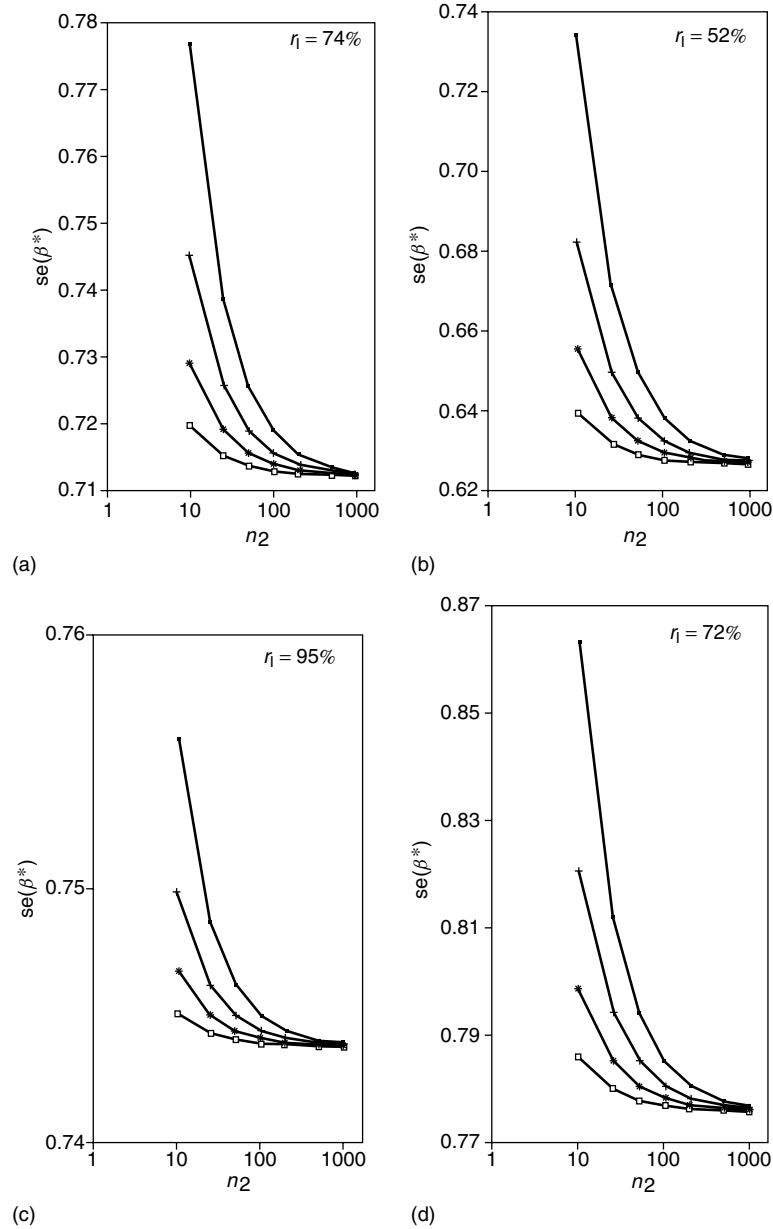 0.78
r_I = 74%
0.77
0.76
0.75
se(β*)
0.74
0.73
0.72
0.71
1 10 100 1000
n₂
(a)
0.74
r_I = 52%
0.72
0.70
se(β*)
0.68
0.66
0.64
0.62
1 10 100 1000
n₂
(b)
0.76
r_I = 95%
se(β*)
0.75
0.74
1 10 100 1000
n₂
(c)
0.87
r_I = 72%
0.85
0.83
se(β*)
0.81
0.79
0.77
1 10 100 1000
n₂
(d)